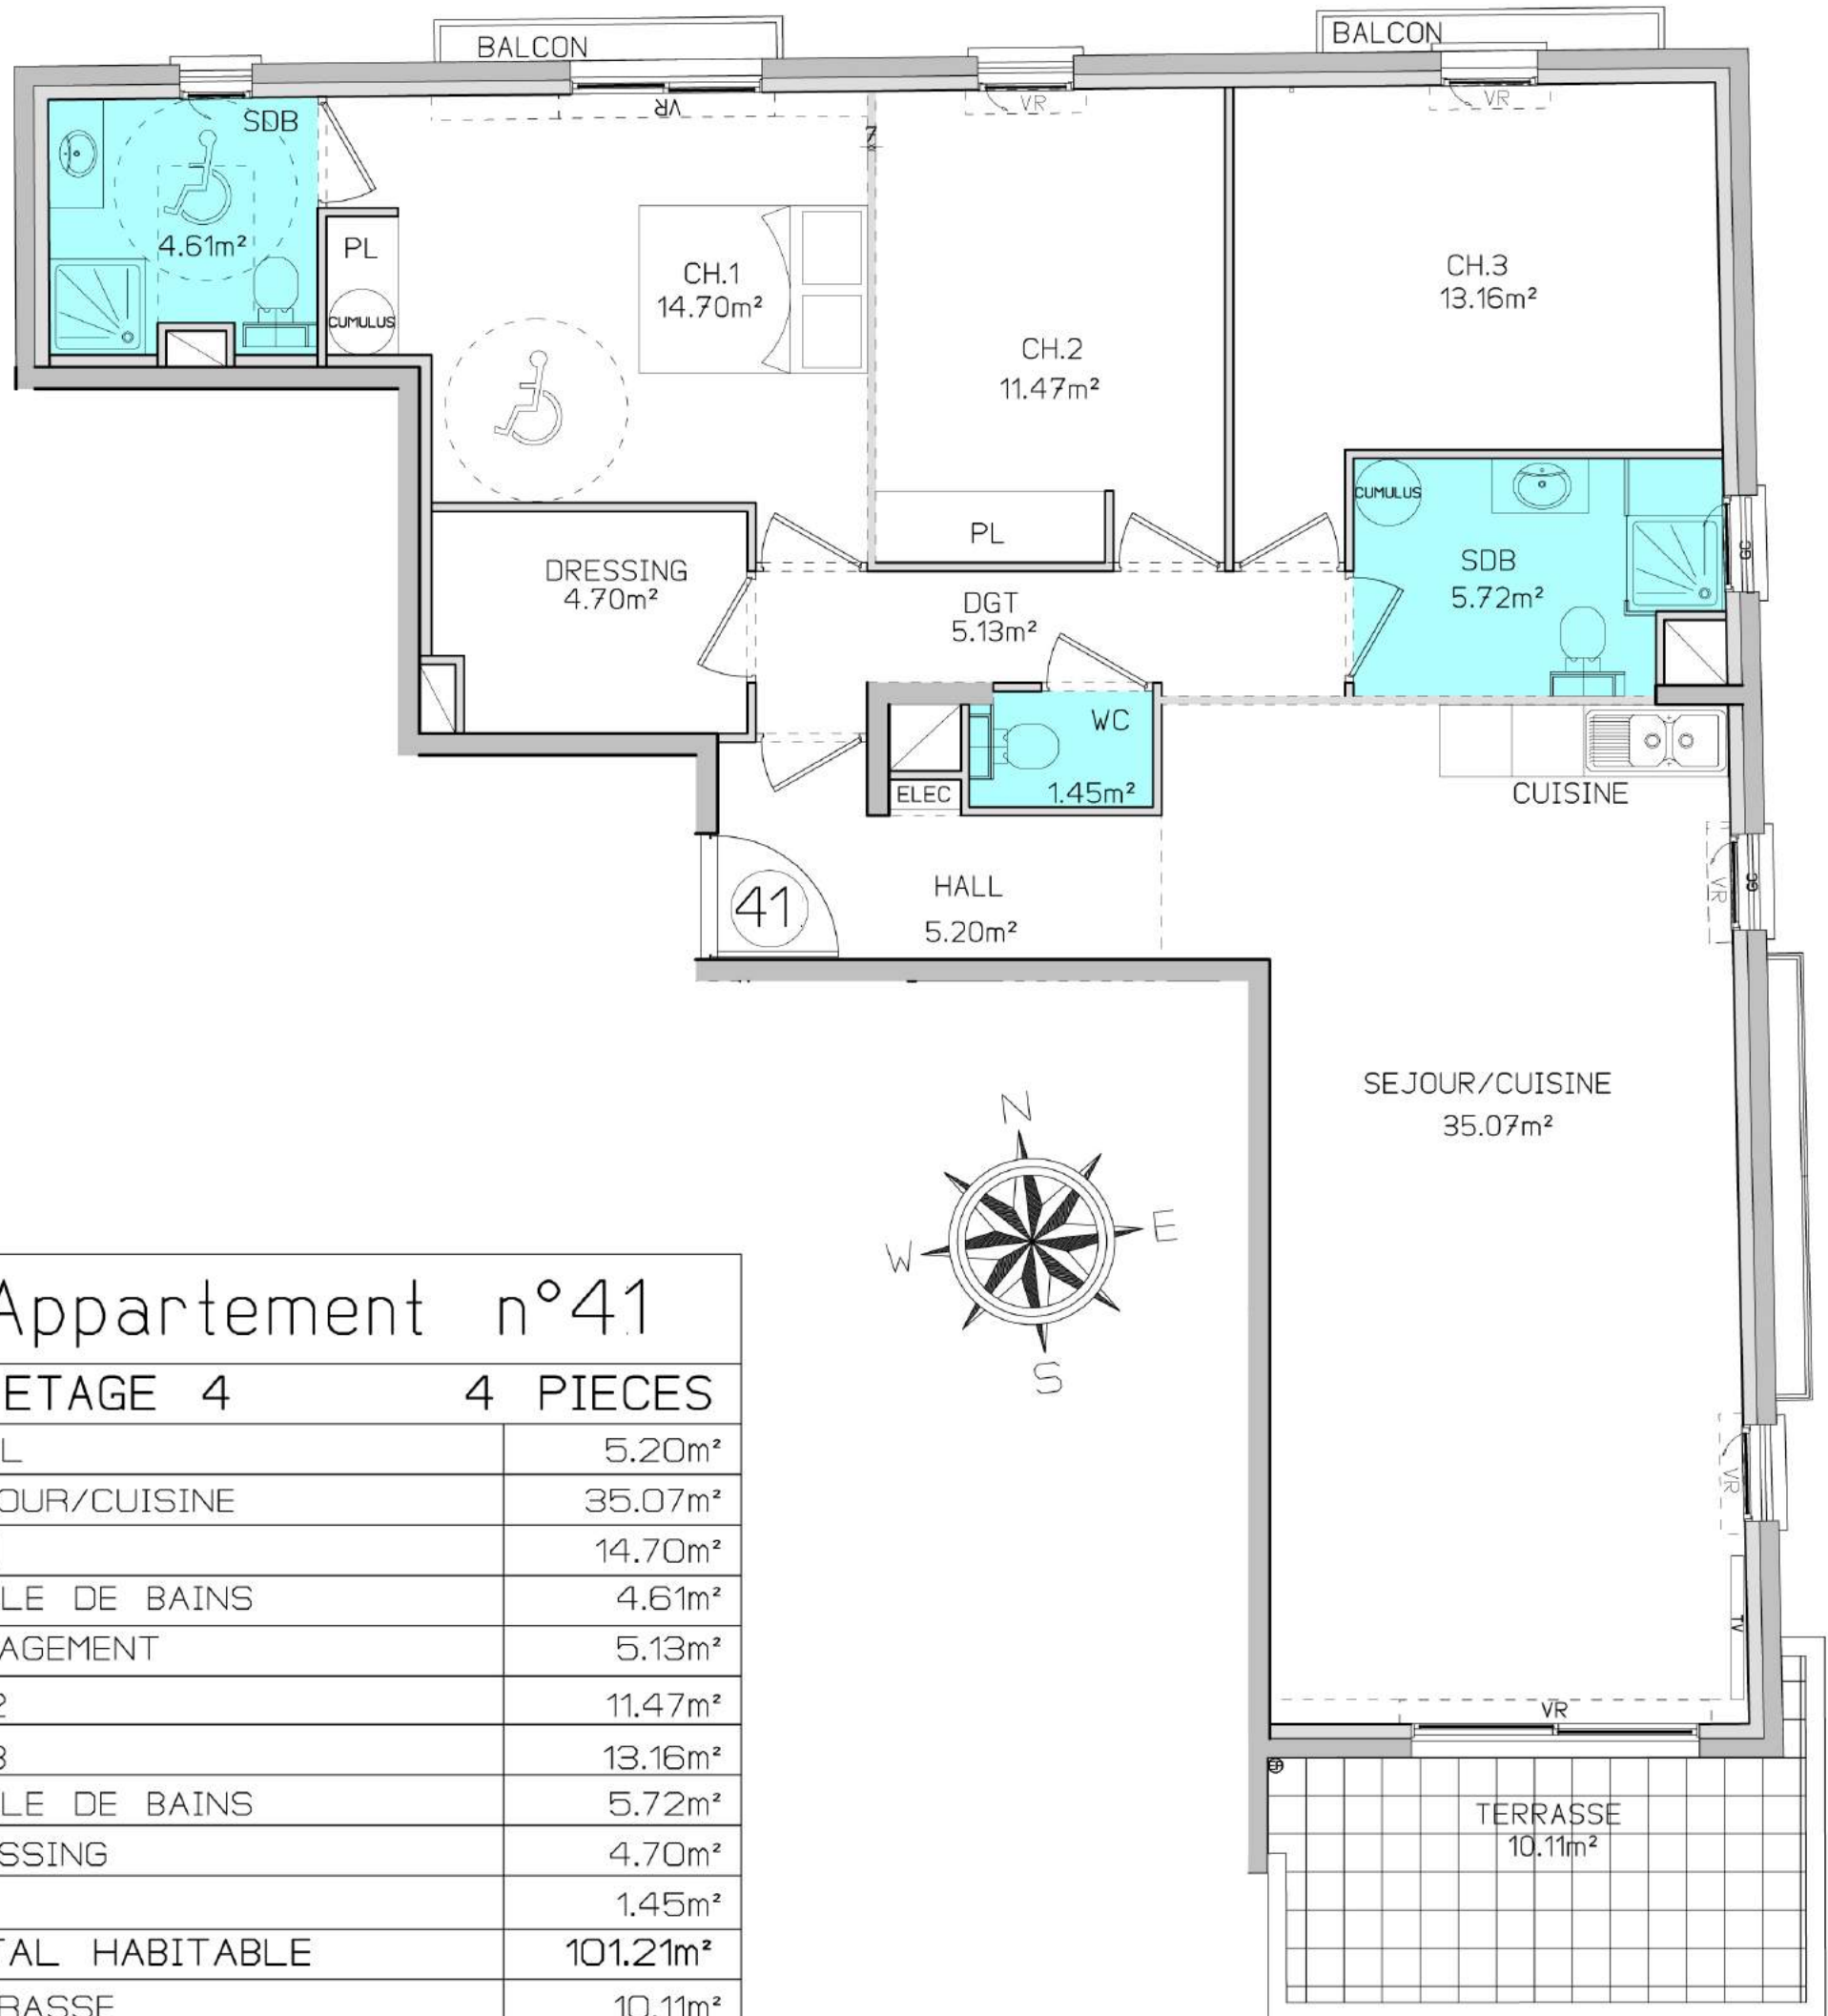 BALCON
BALCON
SDB
VR
VR
VR
7
4.61m²
PL
CUMULUS
CH.1
14.70m²
CH.2
11.47m²
CH.3
13.16m²
PL
CUMULUS
SDB
5.72m²
GC
DRESSING
4.70m²
DGT
5.13m²
WC
1.45m²
ELEC
CUISINE
VR
GC
41
HALL
5.20m²
SEJOUR/CUISINE
35.07m²
N
W
E
S
VR
TV
VR
TERRASSE
10.11m²
Appartement n°41
ETAGE 4 4 PIECES
L 5.20m²
OUR/CUISINE 35.07m²
14.70m²
LE DE BAINS 4.61m²
AGEMENT 5.13m²
2 11.47m²
3 13.16m²
LE DE BAINS 5.72m²
SSING 4.70m²
1.45m²
TAL HABITABLE 101.21m²
RASSE 10.11m²